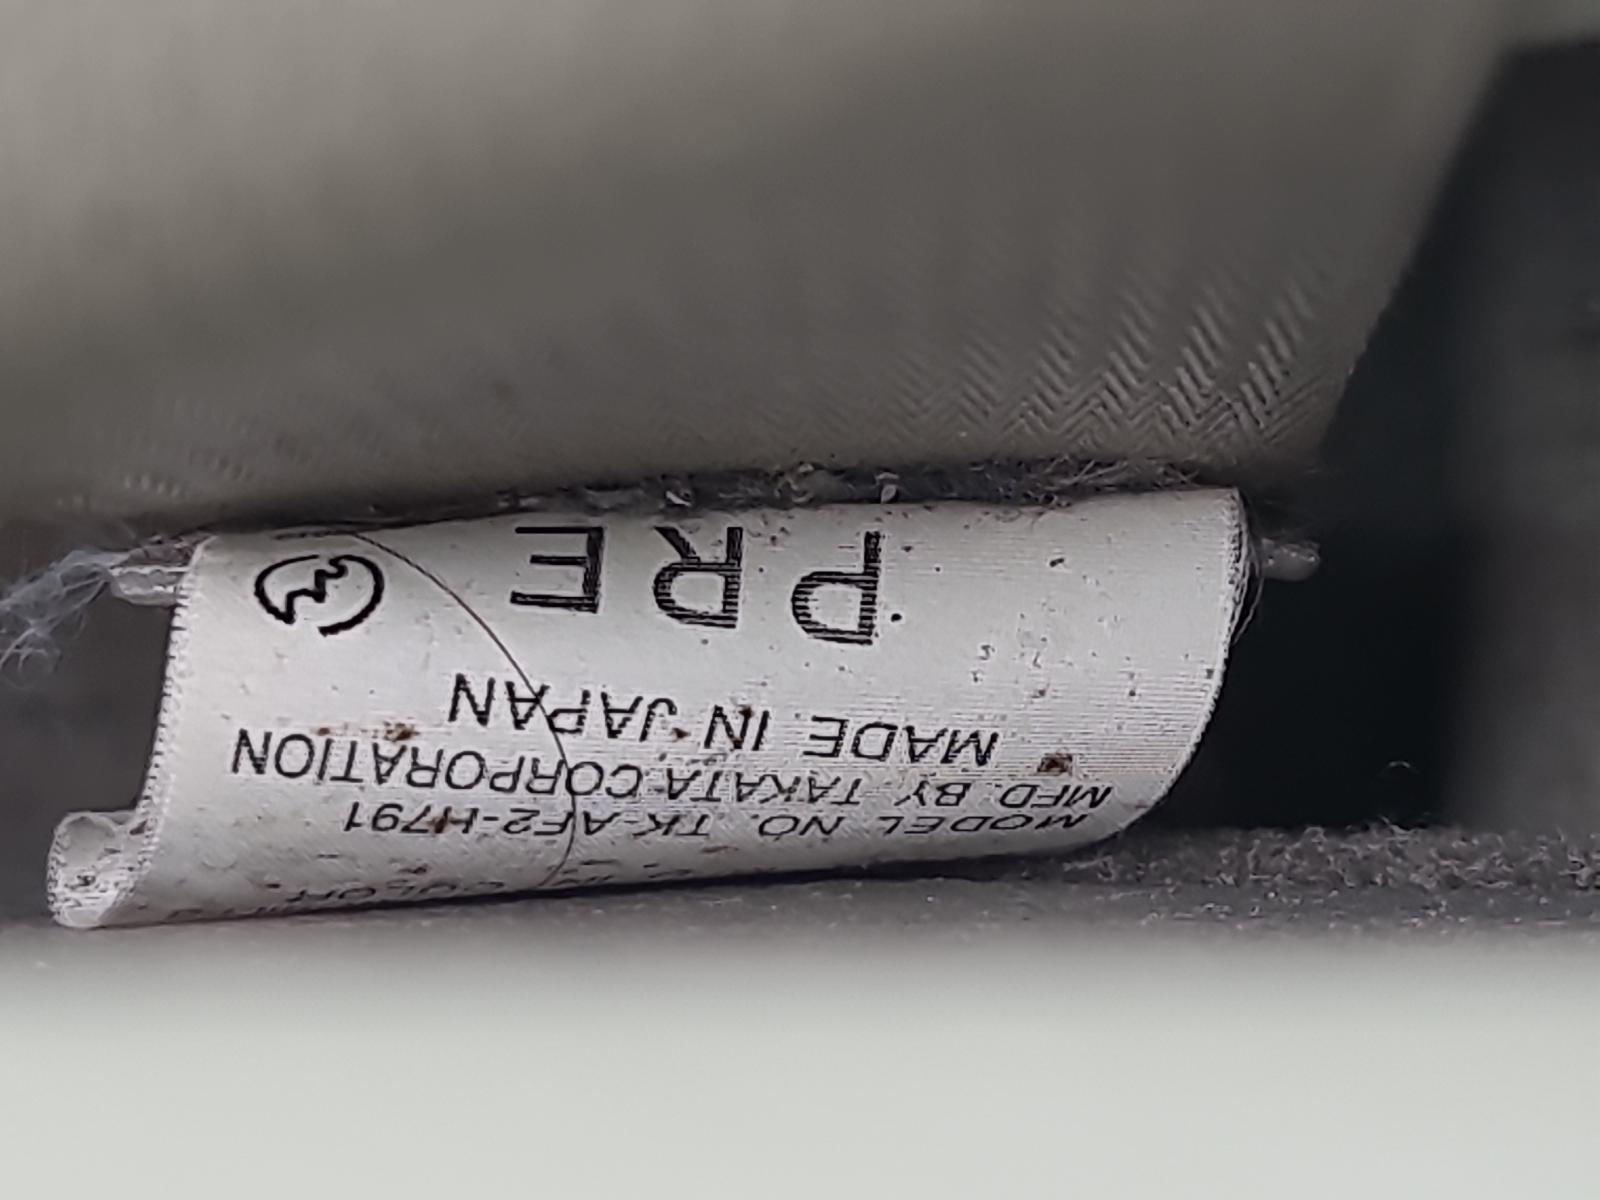 MODEL NO. TK-AF2-H791
MFD. BY TAKATA CORPORATION
MADE IN JAPAN
PRE